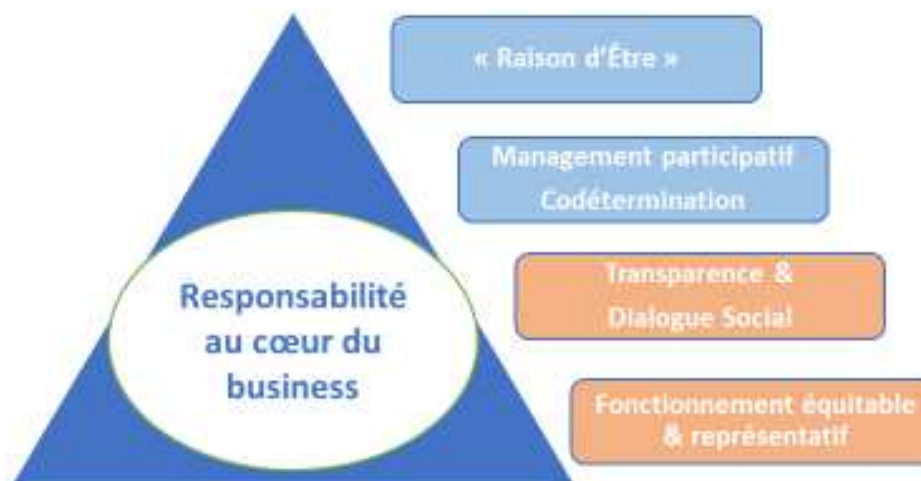 « Raison d'Être »
Management participatif
Codétermination
Transparence &
Dialogue Social
Fonctionnement équitable
& représentatif
Responsabilité
au cœur du
business